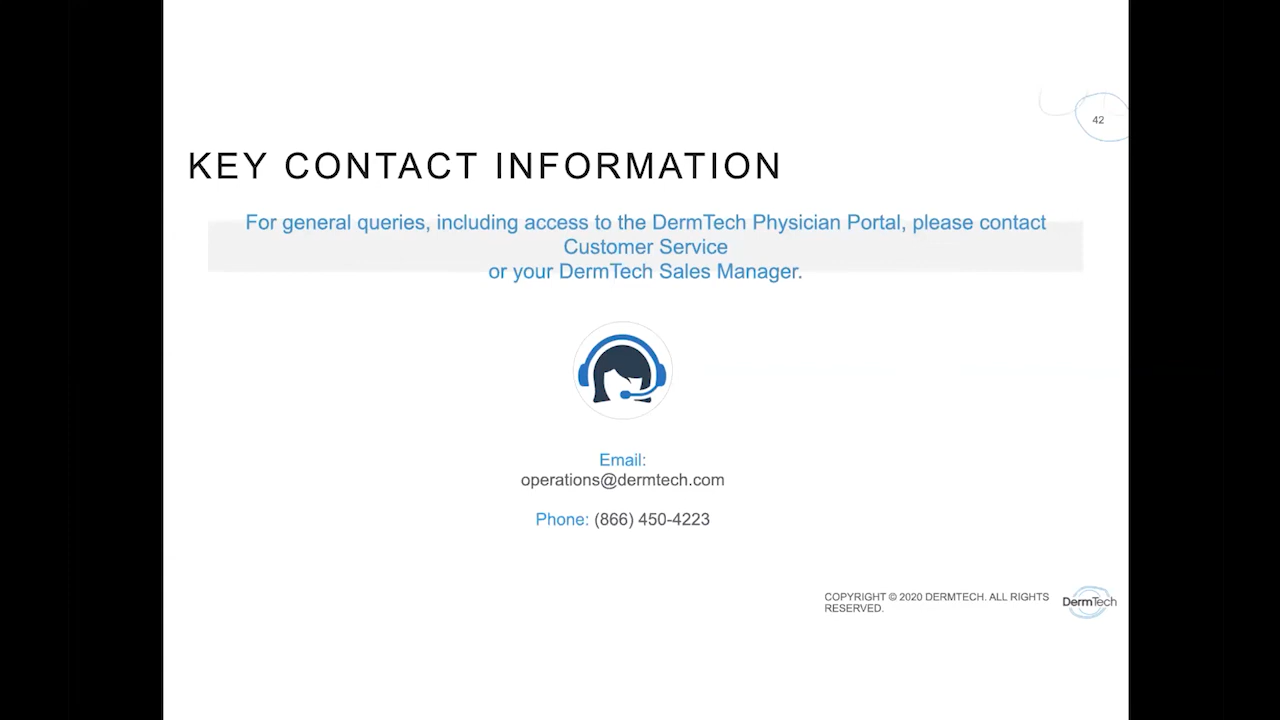 42
KEY CONTACT INFORMATION
For general queries, including access to the DermTech Physician Portal, please contact
Customer Service
or your DermTech Sales Manager.
Email:
operations@dermtech.com
Phone: (866) 450-4223
COPYRIGHT © 2020 DERMTECH. ALL RIGHTS
RESERVED.
DermTech